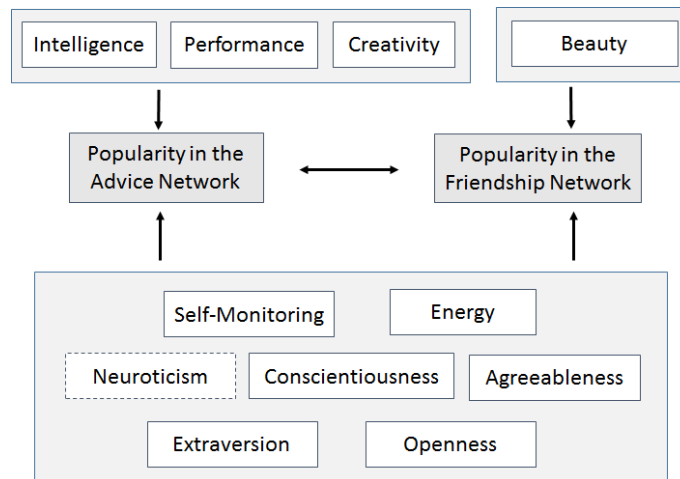 Intelligence
Performance
Creativity
Beauty
Popularity in the
Advice Network
Popularity in the
Friendship Network
Self-Monitoring
Energy
Neuroticism
Conscientiousness
Agreeableness
Extraversion
Openness